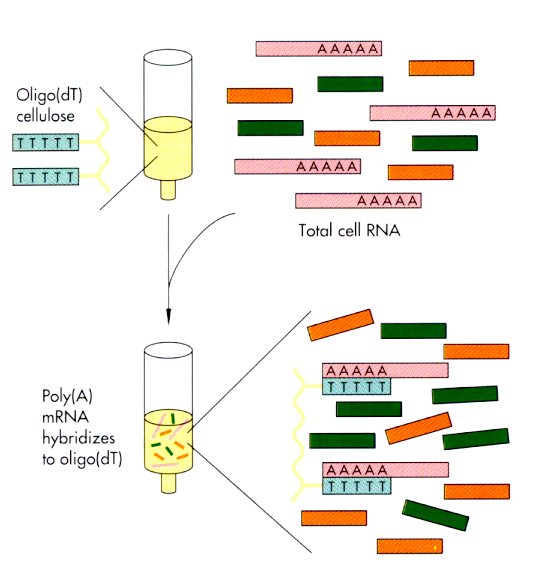 AAAAA
Oligo(dT)
cellulose
TTTTT
TTTTT
AAAAA
AAAAA
AAAAA
Total cell RNA
Poly(A)
mRNA
hybridizes
to oligo(dT)
AAAAA
TTTTT
AAAAA
TTTTT